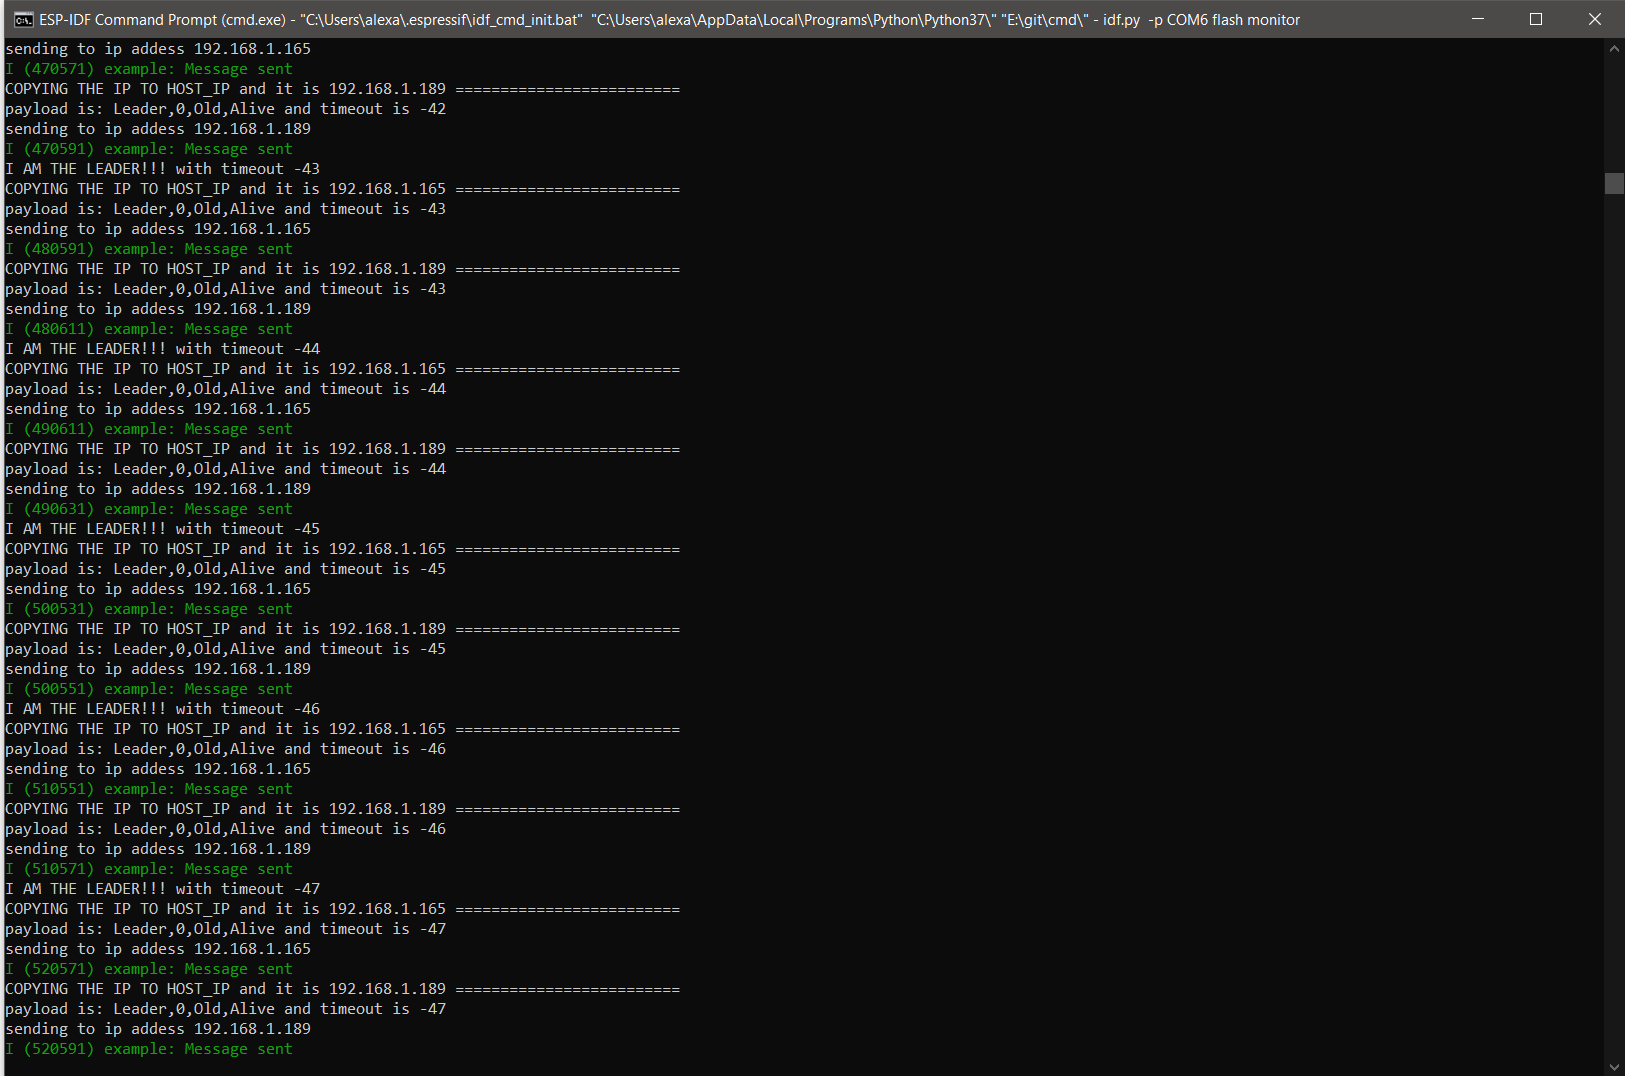 ESP-IDF Command Prompt (cmd.exe) - "C:\Users\alexa\.espressif\idf_cmd_init.bat"  "C:\Users\alexa\AppData\Local\Programs\Python\Python37\" "E:\git\cmd\" - idf.py  -p COM6 flash monitor
sending to ip addess 192.168.1.165
I (470571) example: Message sent
COPYING THE IP TO HOST_IP and it is 192.168.1.189 =========================
payload is: Leader,0,Old,Alive and timeout is -42
sending to ip addess 192.168.1.189
I (470591) example: Message sent
I AM THE LEADER!!! with timeout -43
COPYING THE IP TO HOST_IP and it is 192.168.1.165 =========================
payload is: Leader,0,Old,Alive and timeout is -43
sending to ip addess 192.168.1.165
I (480591) example: Message sent
COPYING THE IP TO HOST_IP and it is 192.168.1.189 =========================
payload is: Leader,0,Old,Alive and timeout is -43
sending to ip addess 192.168.1.189
I (480611) example: Message sent
I AM THE LEADER!!! with timeout -44
COPYING THE IP TO HOST_IP and it is 192.168.1.165 =========================
payload is: Leader,0,Old,Alive and timeout is -44
sending to ip addess 192.168.1.165
I (490611) example: Message sent
COPYING THE IP TO HOST_IP and it is 192.168.1.189 =========================
payload is: Leader,0,Old,Alive and timeout is -44
sending to ip addess 192.168.1.189
I (490631) example: Message sent
I AM THE LEADER!!! with timeout -45
COPYING THE IP TO HOST_IP and it is 192.168.1.165 =========================
payload is: Leader,0,Old,Alive and timeout is -45
sending to ip addess 192.168.1.165
I (500531) example: Message sent
COPYING THE IP TO HOST_IP and it is 192.168.1.189 =========================
payload is: Leader,0,Old,Alive and timeout is -45
sending to ip addess 192.168.1.189
I (500551) example: Message sent
I AM THE LEADER!!! with timeout -46
COPYING THE IP TO HOST_IP and it is 192.168.1.165 =========================
payload is: Leader,0,Old,Alive and timeout is -46
sending to ip addess 192.168.1.165
I (510551) example: Message sent
COPYING THE IP TO HOST_IP and it is 192.168.1.189 =========================
payload is: Leader,0,Old,Alive and timeout is -46
sending to ip addess 192.168.1.189
I (510571) example: Message sent
I AM THE LEADER!!! with timeout -47
COPYING THE IP TO HOST_IP and it is 192.168.1.165 =========================
payload is: Leader,0,Old,Alive and timeout is -47
sending to ip addess 192.168.1.165
I (520571) example: Message sent
COPYING THE IP TO HOST_IP and it is 192.168.1.189 =========================
payload is: Leader,0,Old,Alive and timeout is -47
sending to ip addess 192.168.1.189
I (520591) example: Message sent